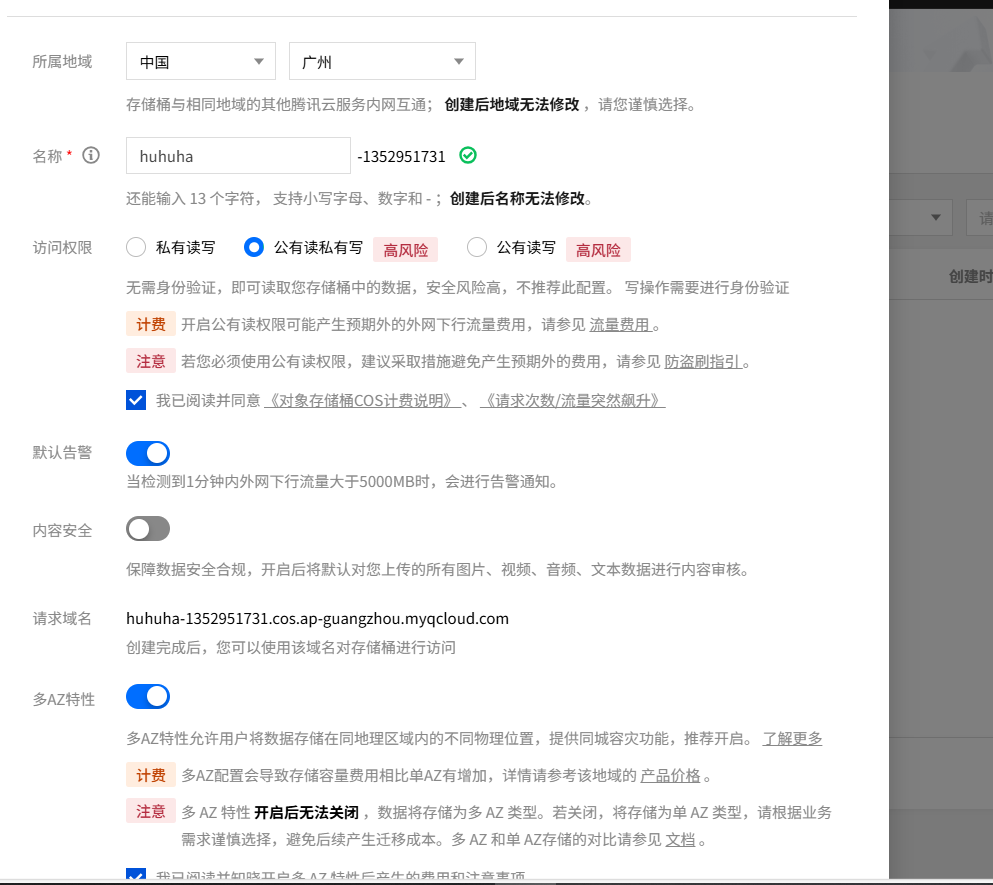 所属地域 中国 广州
存储桶与相同地域的其他腾讯云服务内网互通； 创建后地域无法修改 ，请您谨慎选择。
名称 * huhuha -1352951731
还能输入 13 个字符， 支持小写字母、数字和 - ；创建后名称无法修改。
请
访问权限 私有读写 公有读私有写 高风险 公有读写 高风险
创建时
无需身份验证，即可读取您存储桶中的数据，安全风险高，不推荐此配置。 写操作需要进行身份验证
计费 开启公有读权限可能产生预期外的外网下行流量费用，请参见 流量费用 。
注意 若您必须使用公有读权限，建议采取措施避免产生预期外的费用，请参见 防盗刷指引 。
我已阅读并同意 《对象存储桶COS计费说明》 、 《请求次数/流量突然飙升》
默认告警
当检测到1分钟内外网下行流量大于5000MB时，会进行告警通知。
内容安全
保障数据安全合规，开启后将默认对您上传的所有图片、视频、音频、文本数据进行内容审核。
请求域名 huhuha-1352951731.cos.ap-guangzhou.myqcloud.com
创建完成后，您可以使用该域名对存储桶进行访问
多AZ特性
多AZ特性允许用户将数据存储在同地理区域内的不同物理位置，提供同城容灾功能，推荐开启。 了解更多
计费 多AZ配置会导致存储容量费用相比单AZ有增加，详情请参考该地域的 产品价格 。
注意 多 AZ 特性 开启后无法关闭 ，数据将存储为多 AZ 类型。若关闭，将存储为单 AZ 类型，请根据业务
需求谨慎选择，避免后续产生迁移成本。多 AZ 和单 AZ存储的对比请参见 文档 。
我已阅读并知晓开启多 AZ 特性后产生的费用和注意事项